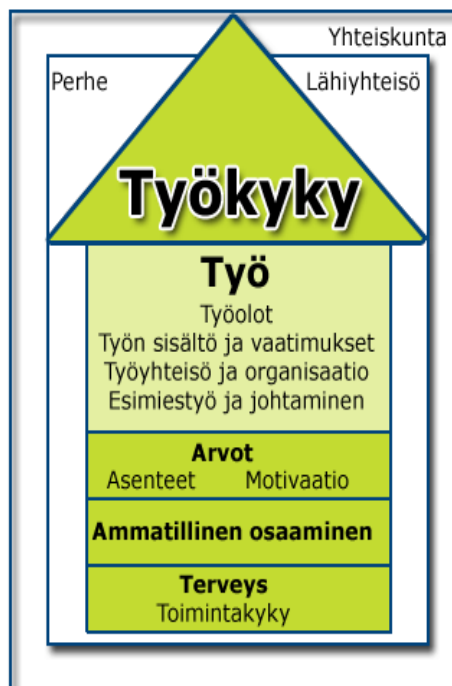 Yhteiskunta
Perhe Lähiyhteisö
Työkyky
Työ
Työolot
Työn sisältö ja vaatimukset
Työyhteisö ja organisaatio
Esimiestyö ja johtaminen
Arvot
Asenteet Motivaatio
Ammatillinen osaaminen
Terveys
Toimintakyky